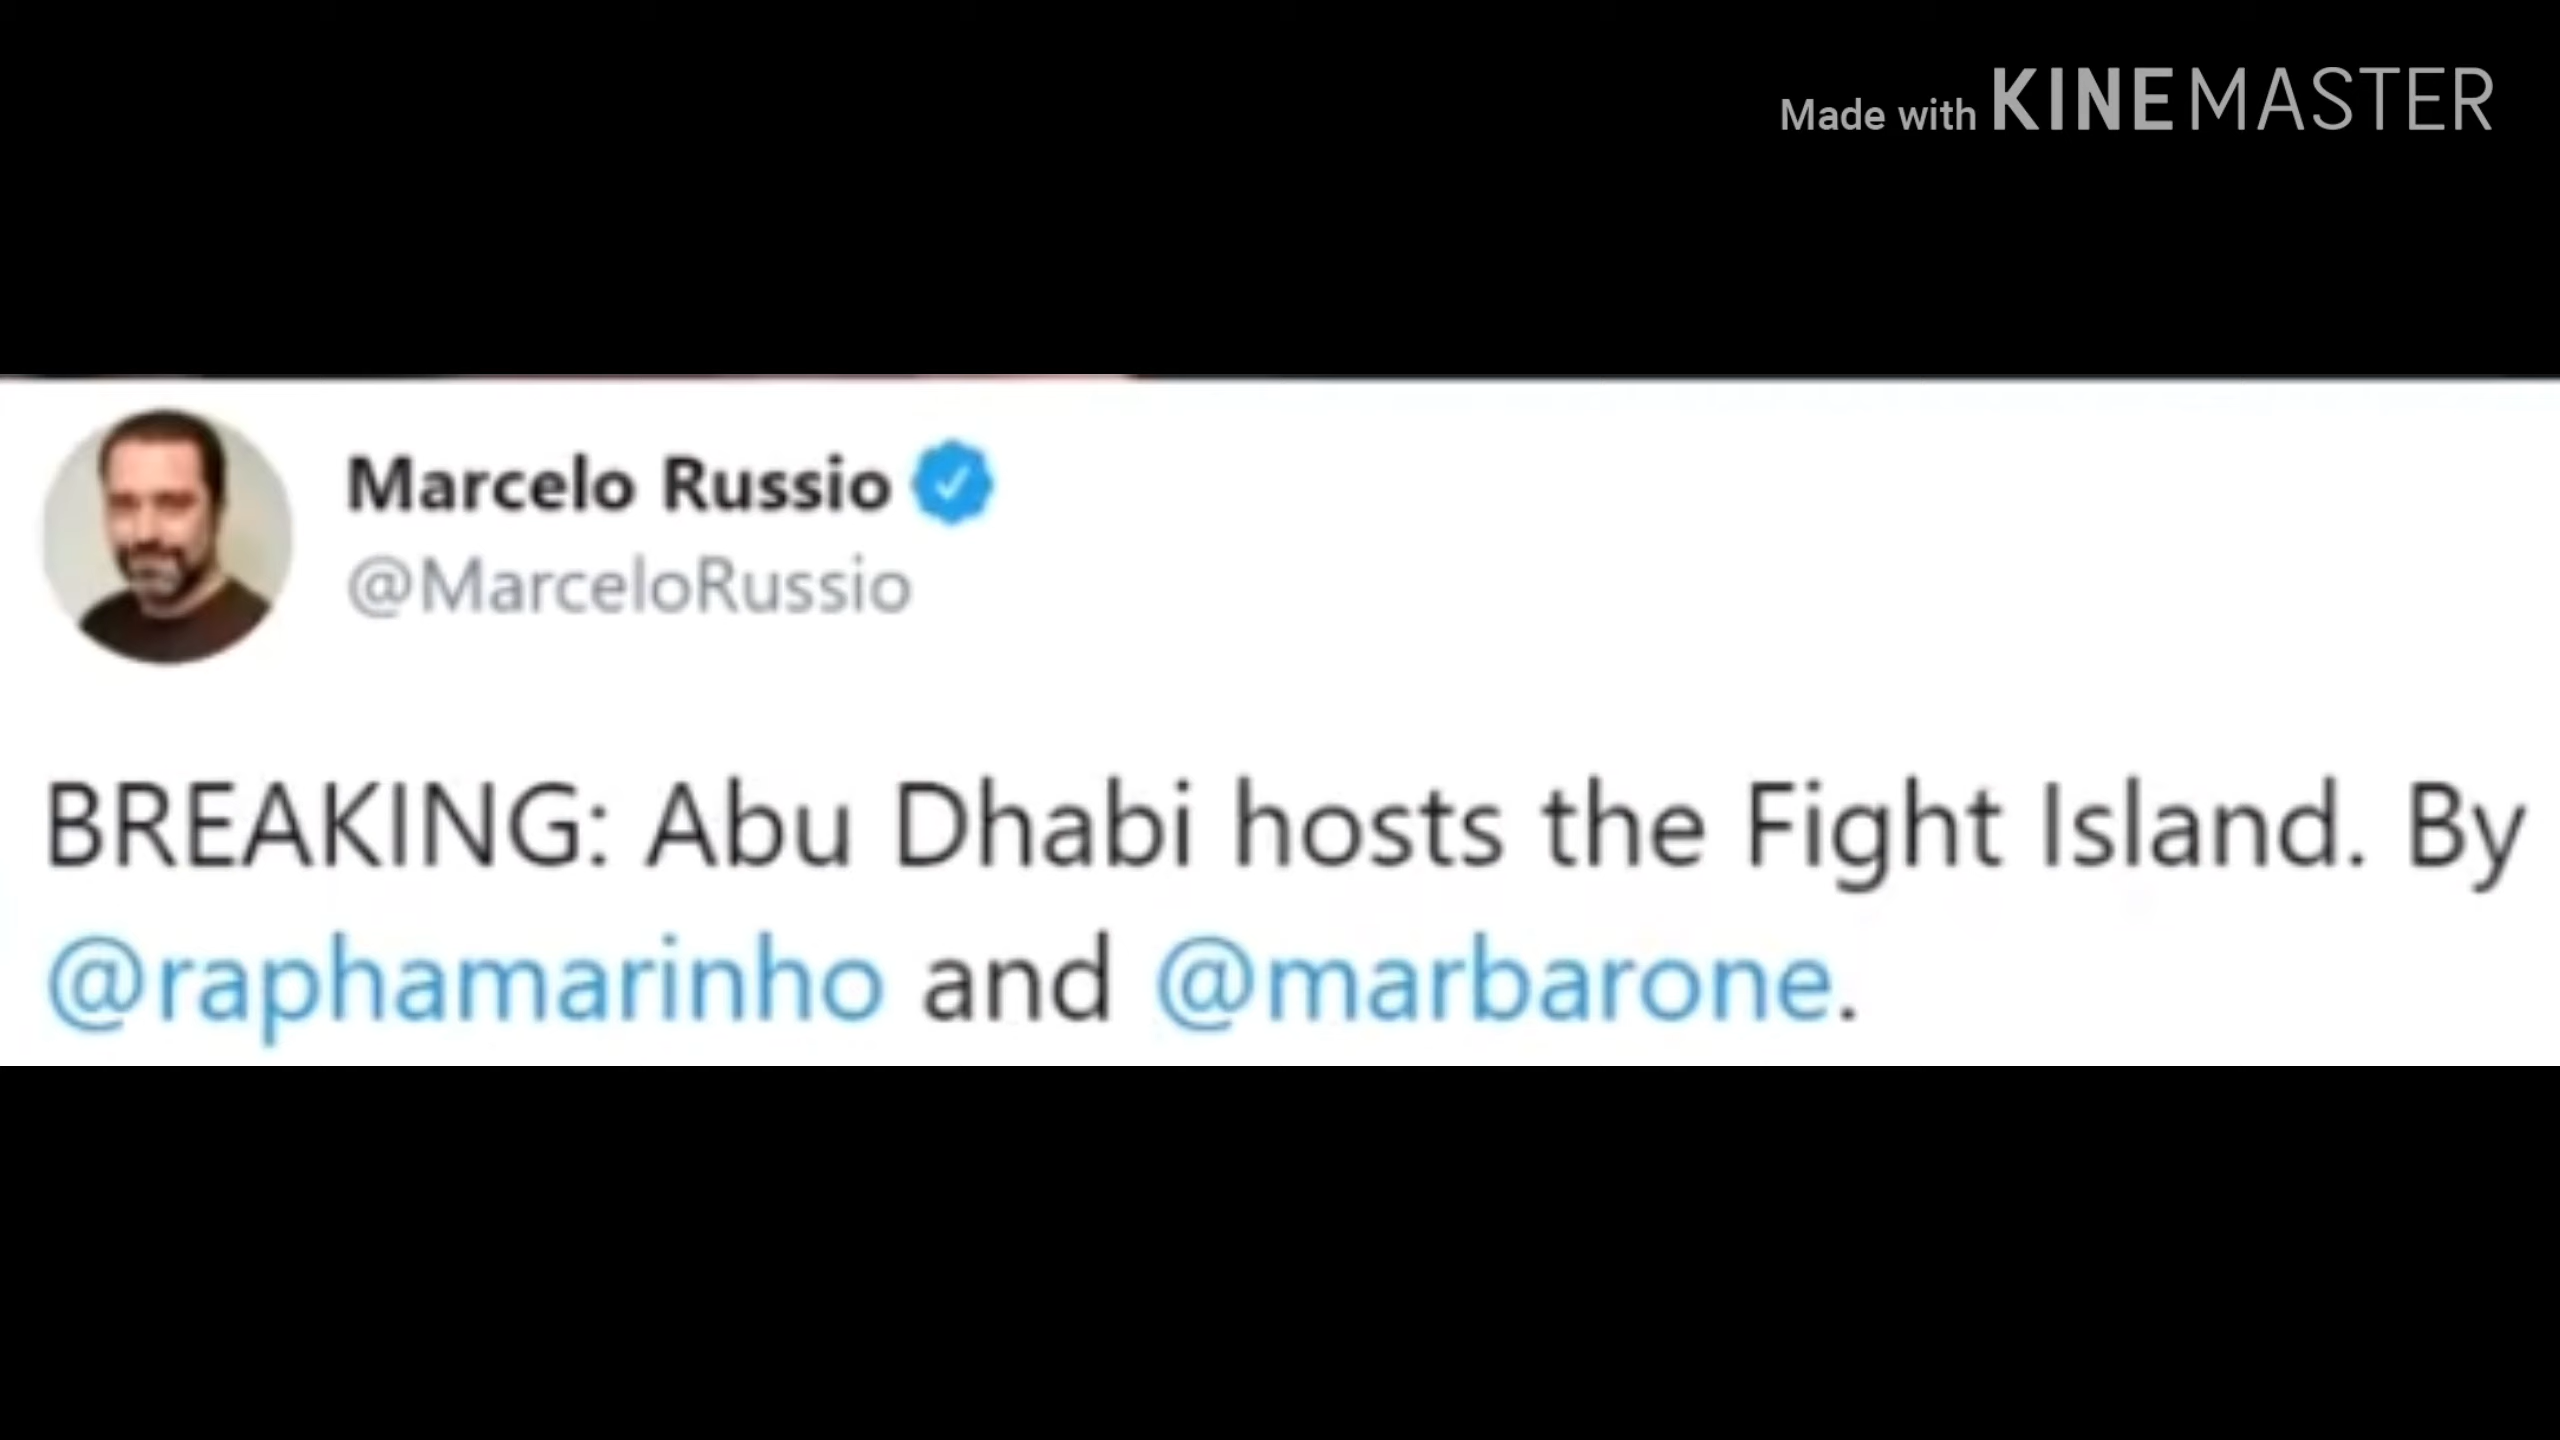 Made with KINEMASTER
Marcelo Russio
@MarceloRussio
BREAKING: Abu Dhabi hosts the Fight Island. By
@raphamarinho and @marbarone.